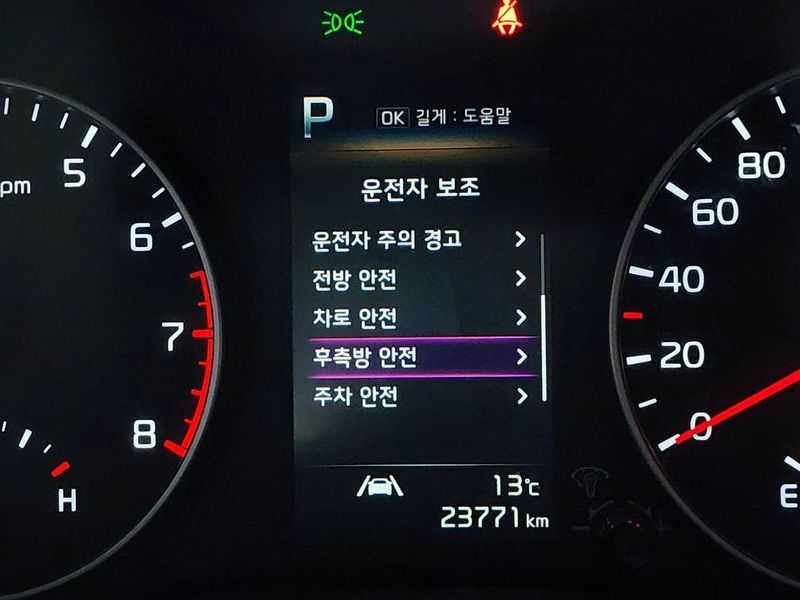 P
OK 길게 : 도움말
운전자 보조
운전자 주의 경고
전방 안전
차로 안전
후측방 안전
주차 안전
13℃
23771 km
pm
5
6
7
8
H
80
60
40
20
0
E